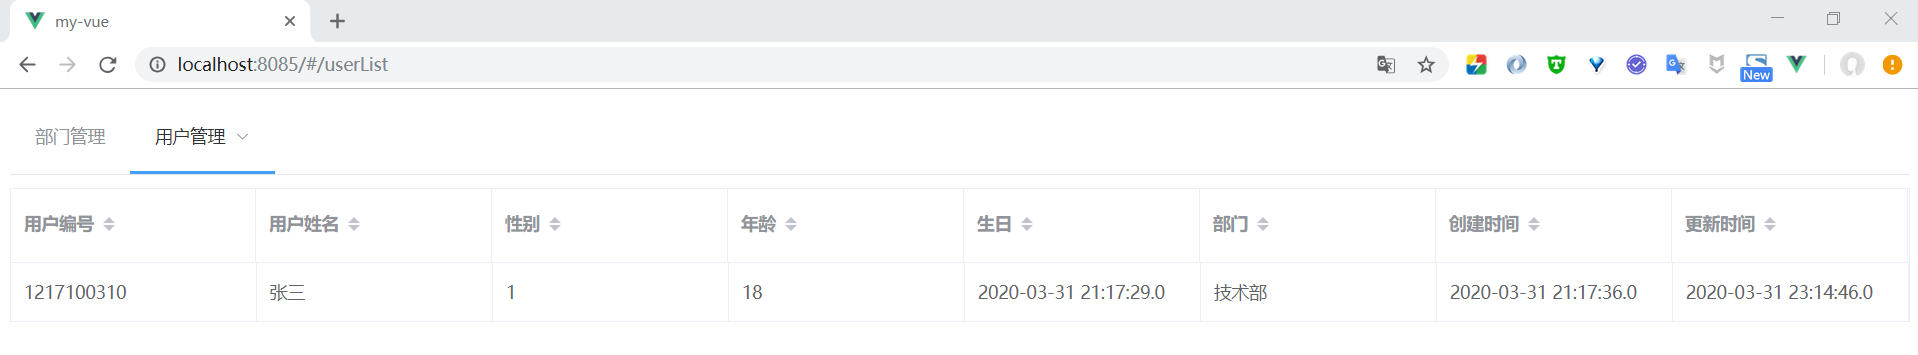 my-vue
localhost:8085/#/userList
New
部门管理 用户管理
用户编号 用户姓名 性别 年龄 生日 部门 创建时间 更新时间
1217100310 张三 1 18 2020-03-31 21:17:29.0 技术部 2020-03-31 21:17:36.0 2020-03-31 23:14:46.0